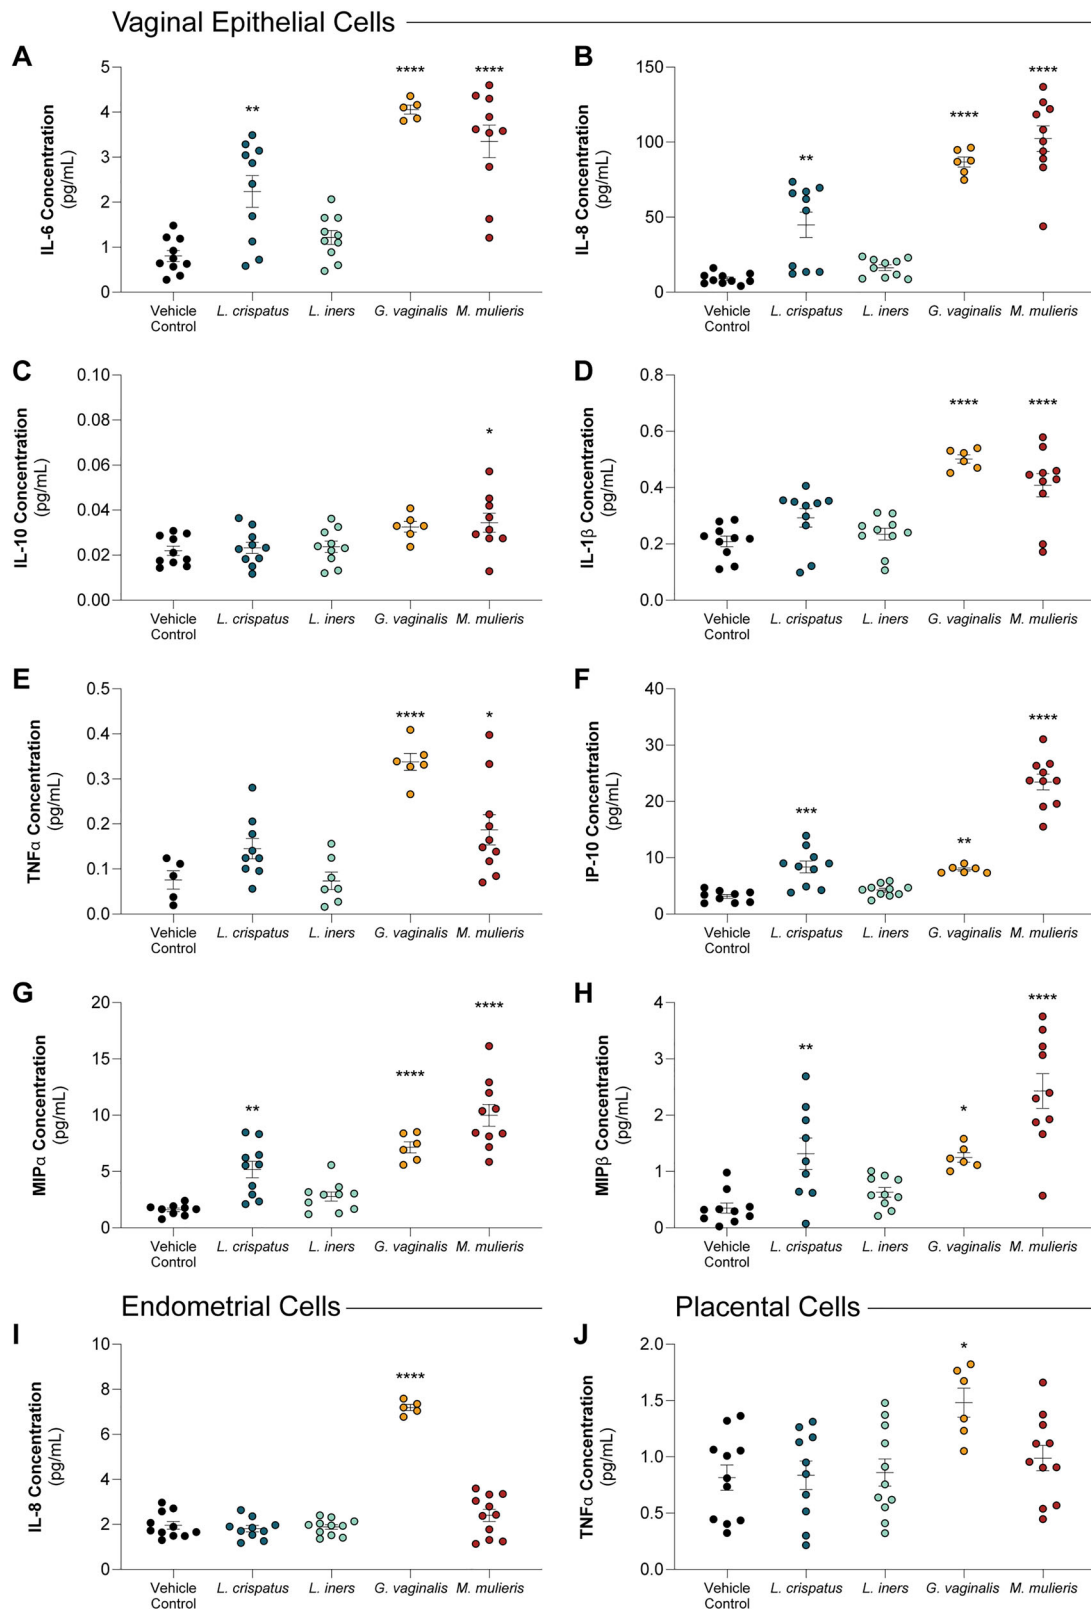 Vaginal Epithelial Cells
A
IL-6 Concentration
(pg/mL)
5
4
3
2
1
0
****
****
**
Vehicle
Control
L. crispatus
L. iners
G. vaginalis
M. mulieris
B
IL-8 Concentration
(pg/mL)
150
100
50
0
****
****
**
Vehicle
Control
L. crispatus
L. iners
G. vaginalis
M. mulieris
C
IL-10 Concentration
(pg/mL)
0.10
0.08
0.06
0.04
0.02
0.00
*
Vehicle
Control
L. crispatus
L. iners
G. vaginalis
M. mulieris
D
IL-1β Concentration
(pg/mL)
0.8
0.6
0.4
0.2
0.0
****
****
Vehicle
Control
L. crispatus
L. iners
G. vaginalis
M. mulieris
E
TNFα Concentration
(pg/mL)
0.5
0.4
0.3
0.2
0.1
0.0
****
*
Vehicle
Control
L. crispatus
L. iners
G. vaginalis
M. mulieris
F
IP-10 Concentration
(pg/mL)
40
30
20
10
0
****
***
**
Vehicle
Control
L. crispatus
L. iners
G. vaginalis
M. mulieris
G
MIPα Concentration
(pg/mL)
20
15
10
5
0
****
****
**
Vehicle
Control
L. crispatus
L. iners
G. vaginalis
M. mulieris
H
MIPβ Concentration
(pg/mL)
4
3
2
1
0
****
**
*
Vehicle
Control
L. crispatus
L. iners
G. vaginalis
M. mulieris
Endometrial Cells
I
IL-8 Concentration
(pg/mL)
10
8
6
4
2
0
****
Vehicle
Control
L. crispatus
L. iners
G. vaginalis
M. mulieris
Placental Cells
J
TNFα Concentration
(pg/mL)
2.0
1.5
1.0
0.5
0.0
*
Vehicle
Control
L. crispatus
L. iners
G. vaginalis
M. mulieris